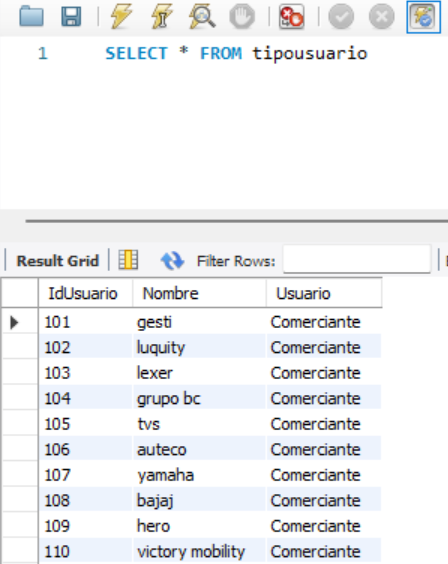 1 SELECT * FROM tipousuario
Result Grid Filter Rows:
IdUsuario Nombre Usuario
101 gesti Comerciante
102 luquity Comerciante
103 lexer Comerciante
104 grupo bc Comerciante
105 tvs Comerciante
106 auteco Comerciante
107 yamaha Comerciante
108 bajaj Comerciante
109 hero Comerciante
110 victory mobility Comerciante